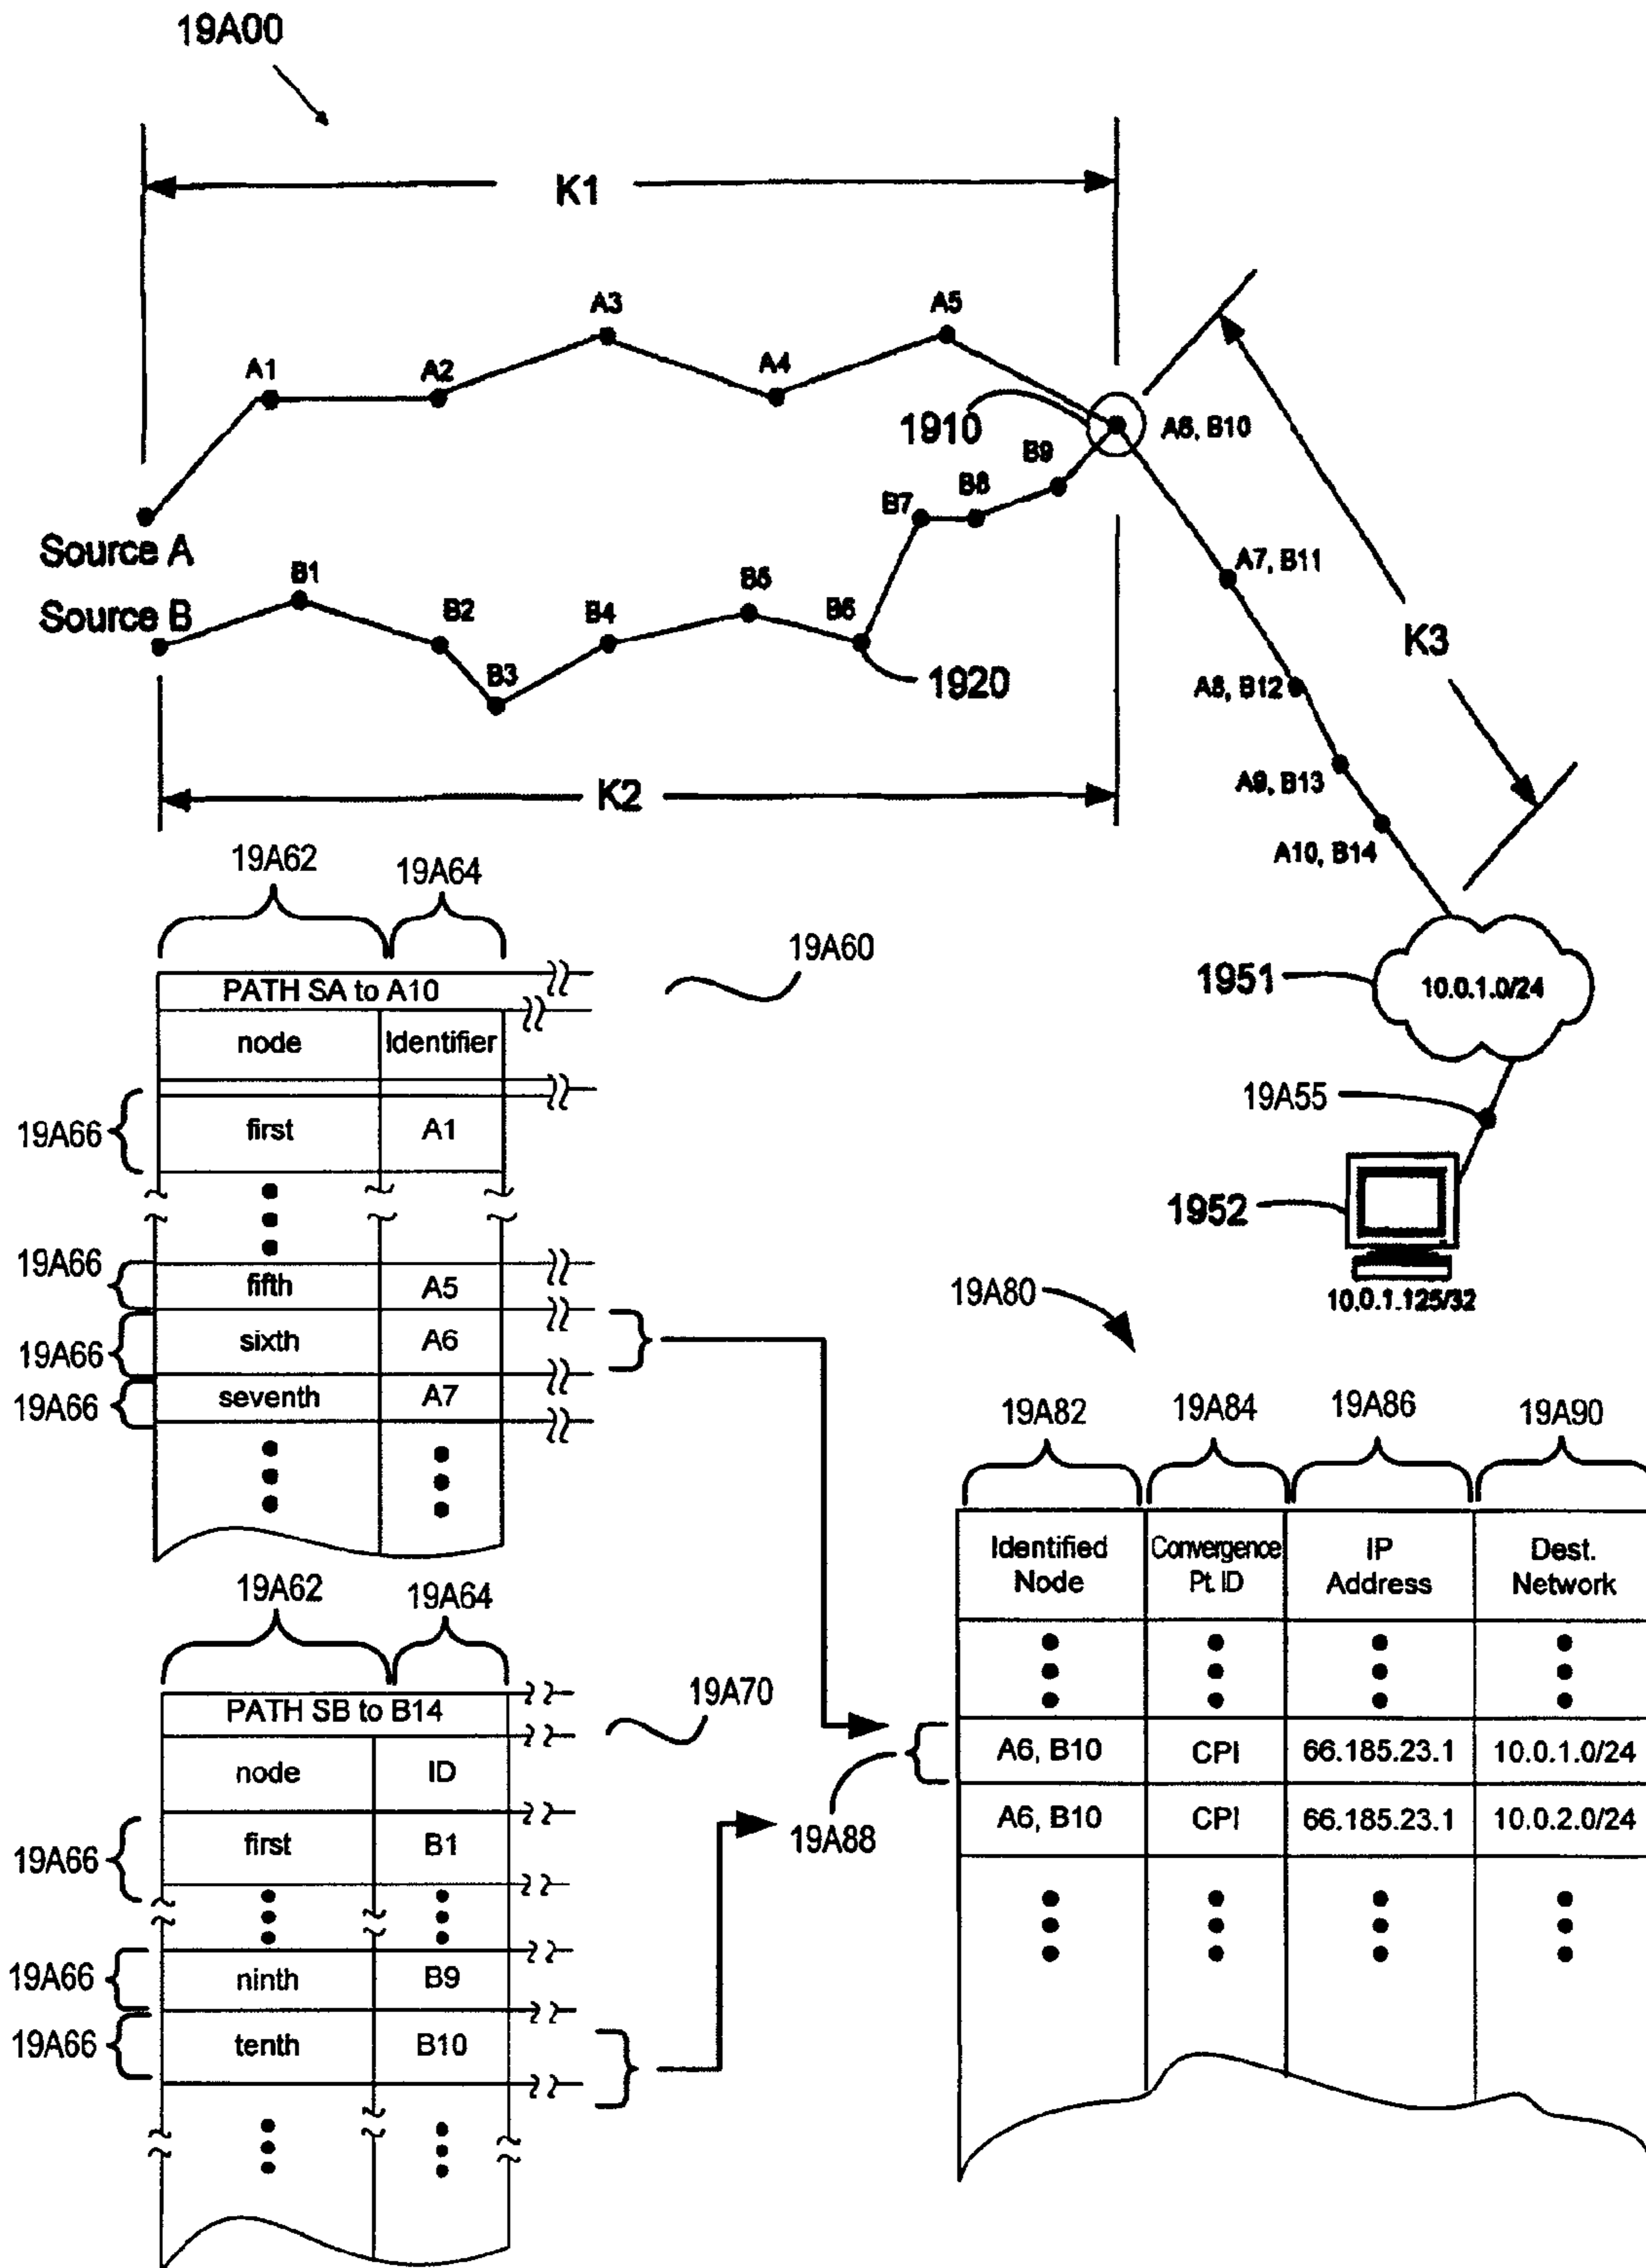 19A00
K1
A3
A5
A1
A2
A4
1910
A6, B10
B9
B7
B8
Source A
B1
Source B
B2
B4
B5
B6
A7, B11
K3
B3
1920
A8, B12
K2
A9, B13
A10, B14
19A62
19A64
19A60
PATH SA to A10
1951
10.0.1.0/24
node
Identifier
19A55
19A66
first
A1
1952
19A66
fifth
A5
19A80
10.0.1.125/32
19A66
sixth
A6
19A66
seventh
A7
19A82
19A84
19A86
19A90
Identified Node
Convergence Pt. ID
IP Address
Dest. Network
19A62
19A64
19A70
PATH SB to B14
node
ID
A6, B10
CPI
66.185.23.1
10.0.1.0/24
19A88
A6, B10
CPI
66.185.23.1
10.0.2.0/24
19A66
first
B1
19A66
ninth
B9
19A66
tenth
B10